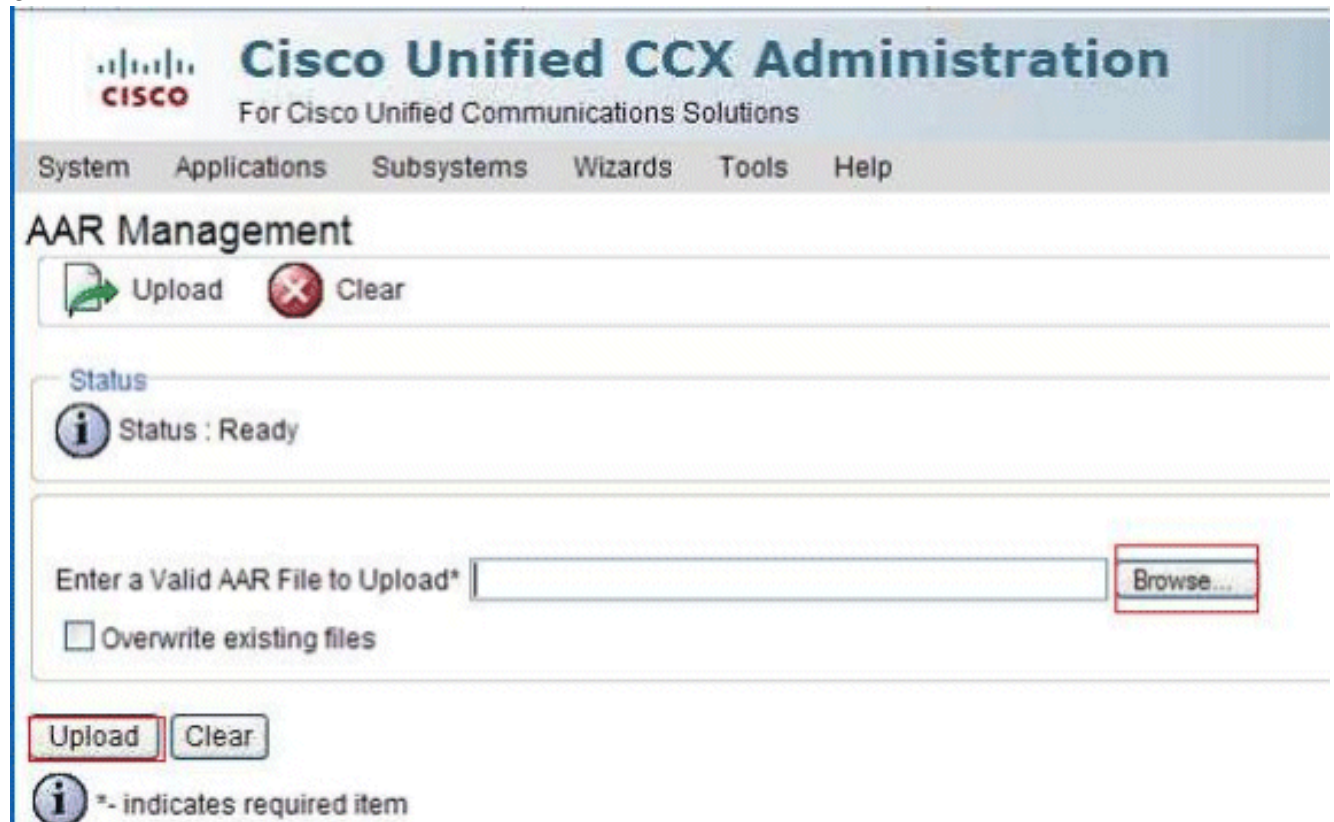 CISCO
Cisco Unified CCX Administration
For Cisco Unified Communications Solutions
System Applications Subsystems Wizards Tools Help
AAR Management
Upload Clear
Status
Status : Ready
Enter a Valid AAR File to Upload* Browse...
Overwrite existing files
Upload Clear
*- indicates required item